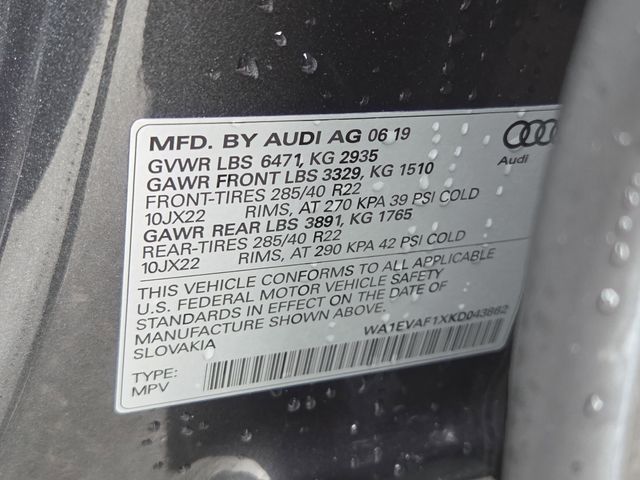 MFD. BY AUDI AG 06 19
GVWR LBS 6471, KG 2935
GAWR FRONT LBS 3329, KG 1510
FRONT-TIRES 285/40 R22
10JX22 RIMS, AT 270 KPA 39 PSI COLD
GAWR REAR LBS 3891, KG 1765
REAR-TIRES 285/40 R22
10JX22 RIMS, AT 290 KPA 42 PSI COLD
Audi
THIS VEHICLE CONFORMS TO ALL APPLICABLE
U.S. FEDERAL MOTOR VEHICLE SAFETY
STANDARDS IN EFFECT ON THE DATE OF
MANUFACTURE SHOWN ABOVE.
SLOVAKIA
WA1EVAF1XKD043862
TYPE:
MPV